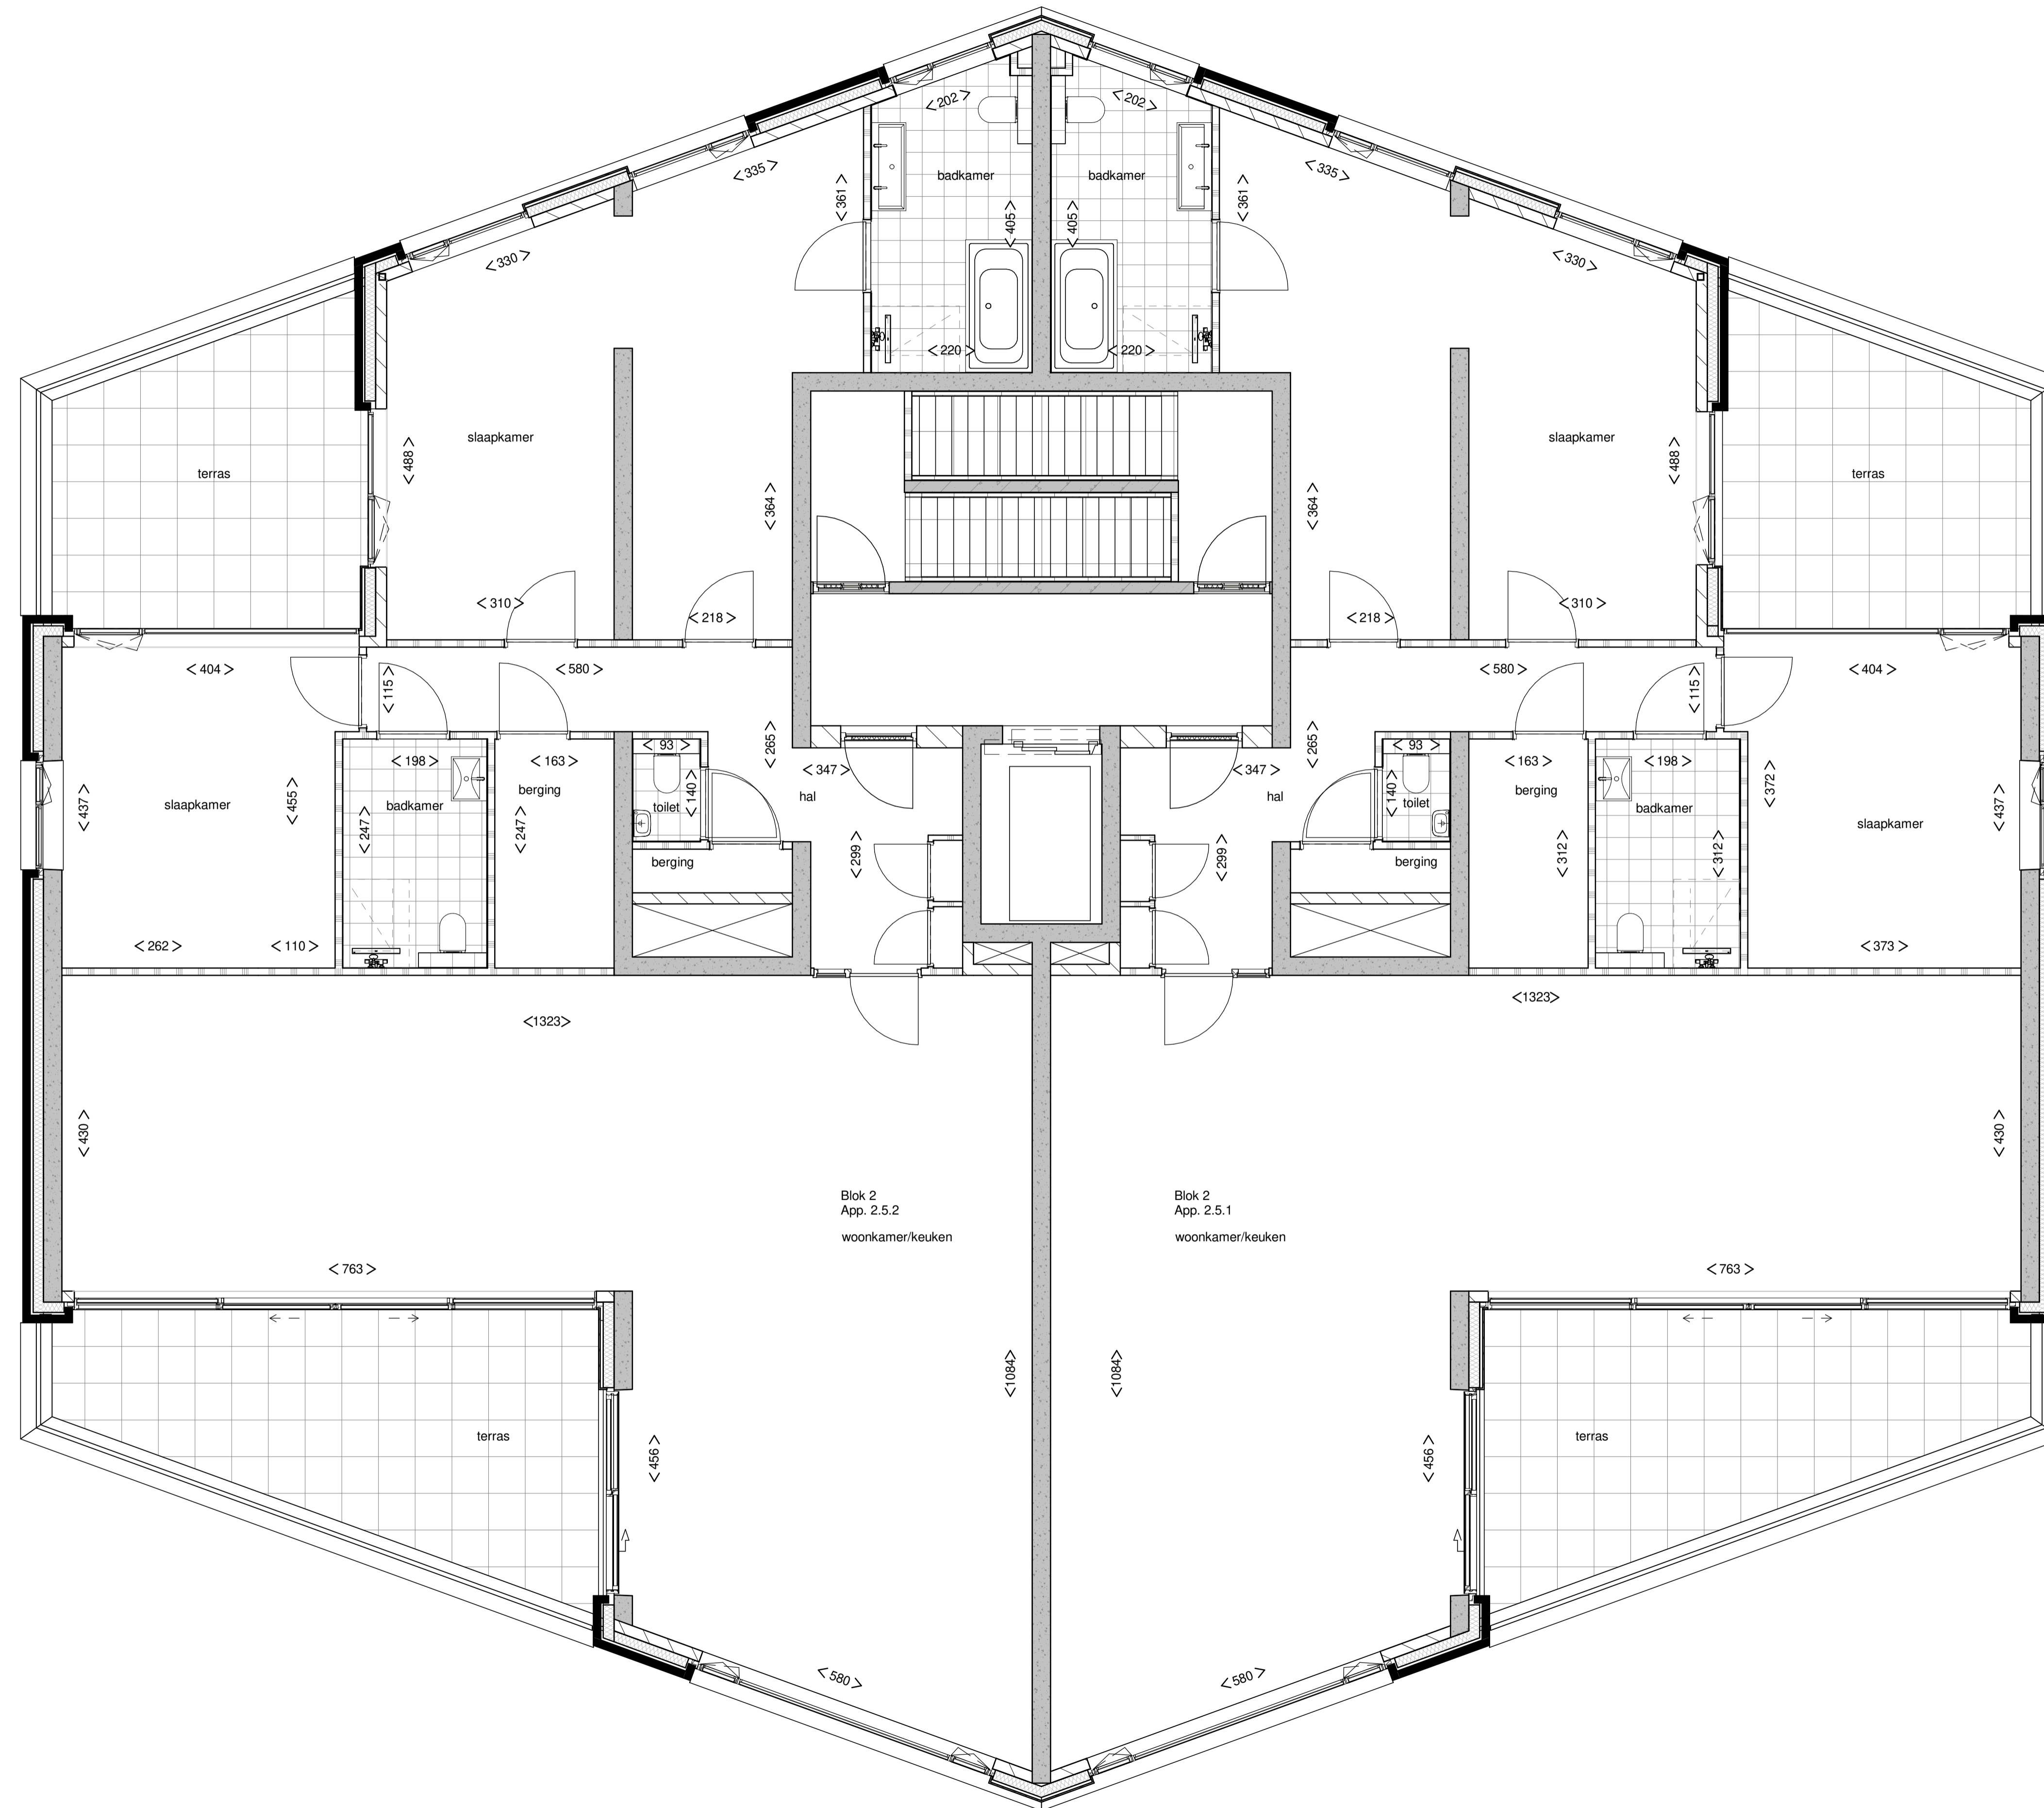 <202>
<202>
<335>
<335>
badkamer
badkamer
<361>
<361>
<405>
<405>
<330>
<330>
<220>
<220>
slaapkamer
slaapkamer
<488>
<488>
terras
terras
<364>
<364>
<310>
<218>
<218>
<310>
<404>
<580>
<580>
<404>
<115>
<115>
<265>
<265>
<93>
<93>
<198>
<163>
<347>
<347>
<163>
<198>
<372>
berging
berging
<140>
<140>
hal
hal
slaapkamer
<437>
<455>
badkamer
toilet
toilet
badkamer
<437>
slaapkamer
<247>
<247>
<299>
<299>
<312>
<312>
berging
berging
<262>
<110>
<373>
<1323>
<1323>
<430>
<430>
Blok 2
App. 2.5.2
woonkamer/keuken
Blok 2
App. 2.5.1
woonkamer/keuken
<763>
<763>
<1084>
<1084>
terras
terras
<456>
<456>
<580>
<580>